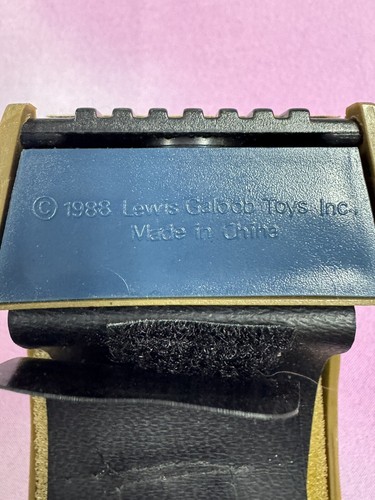 © 1988 Lewis Galoob Toys, Inc.,
Made in China